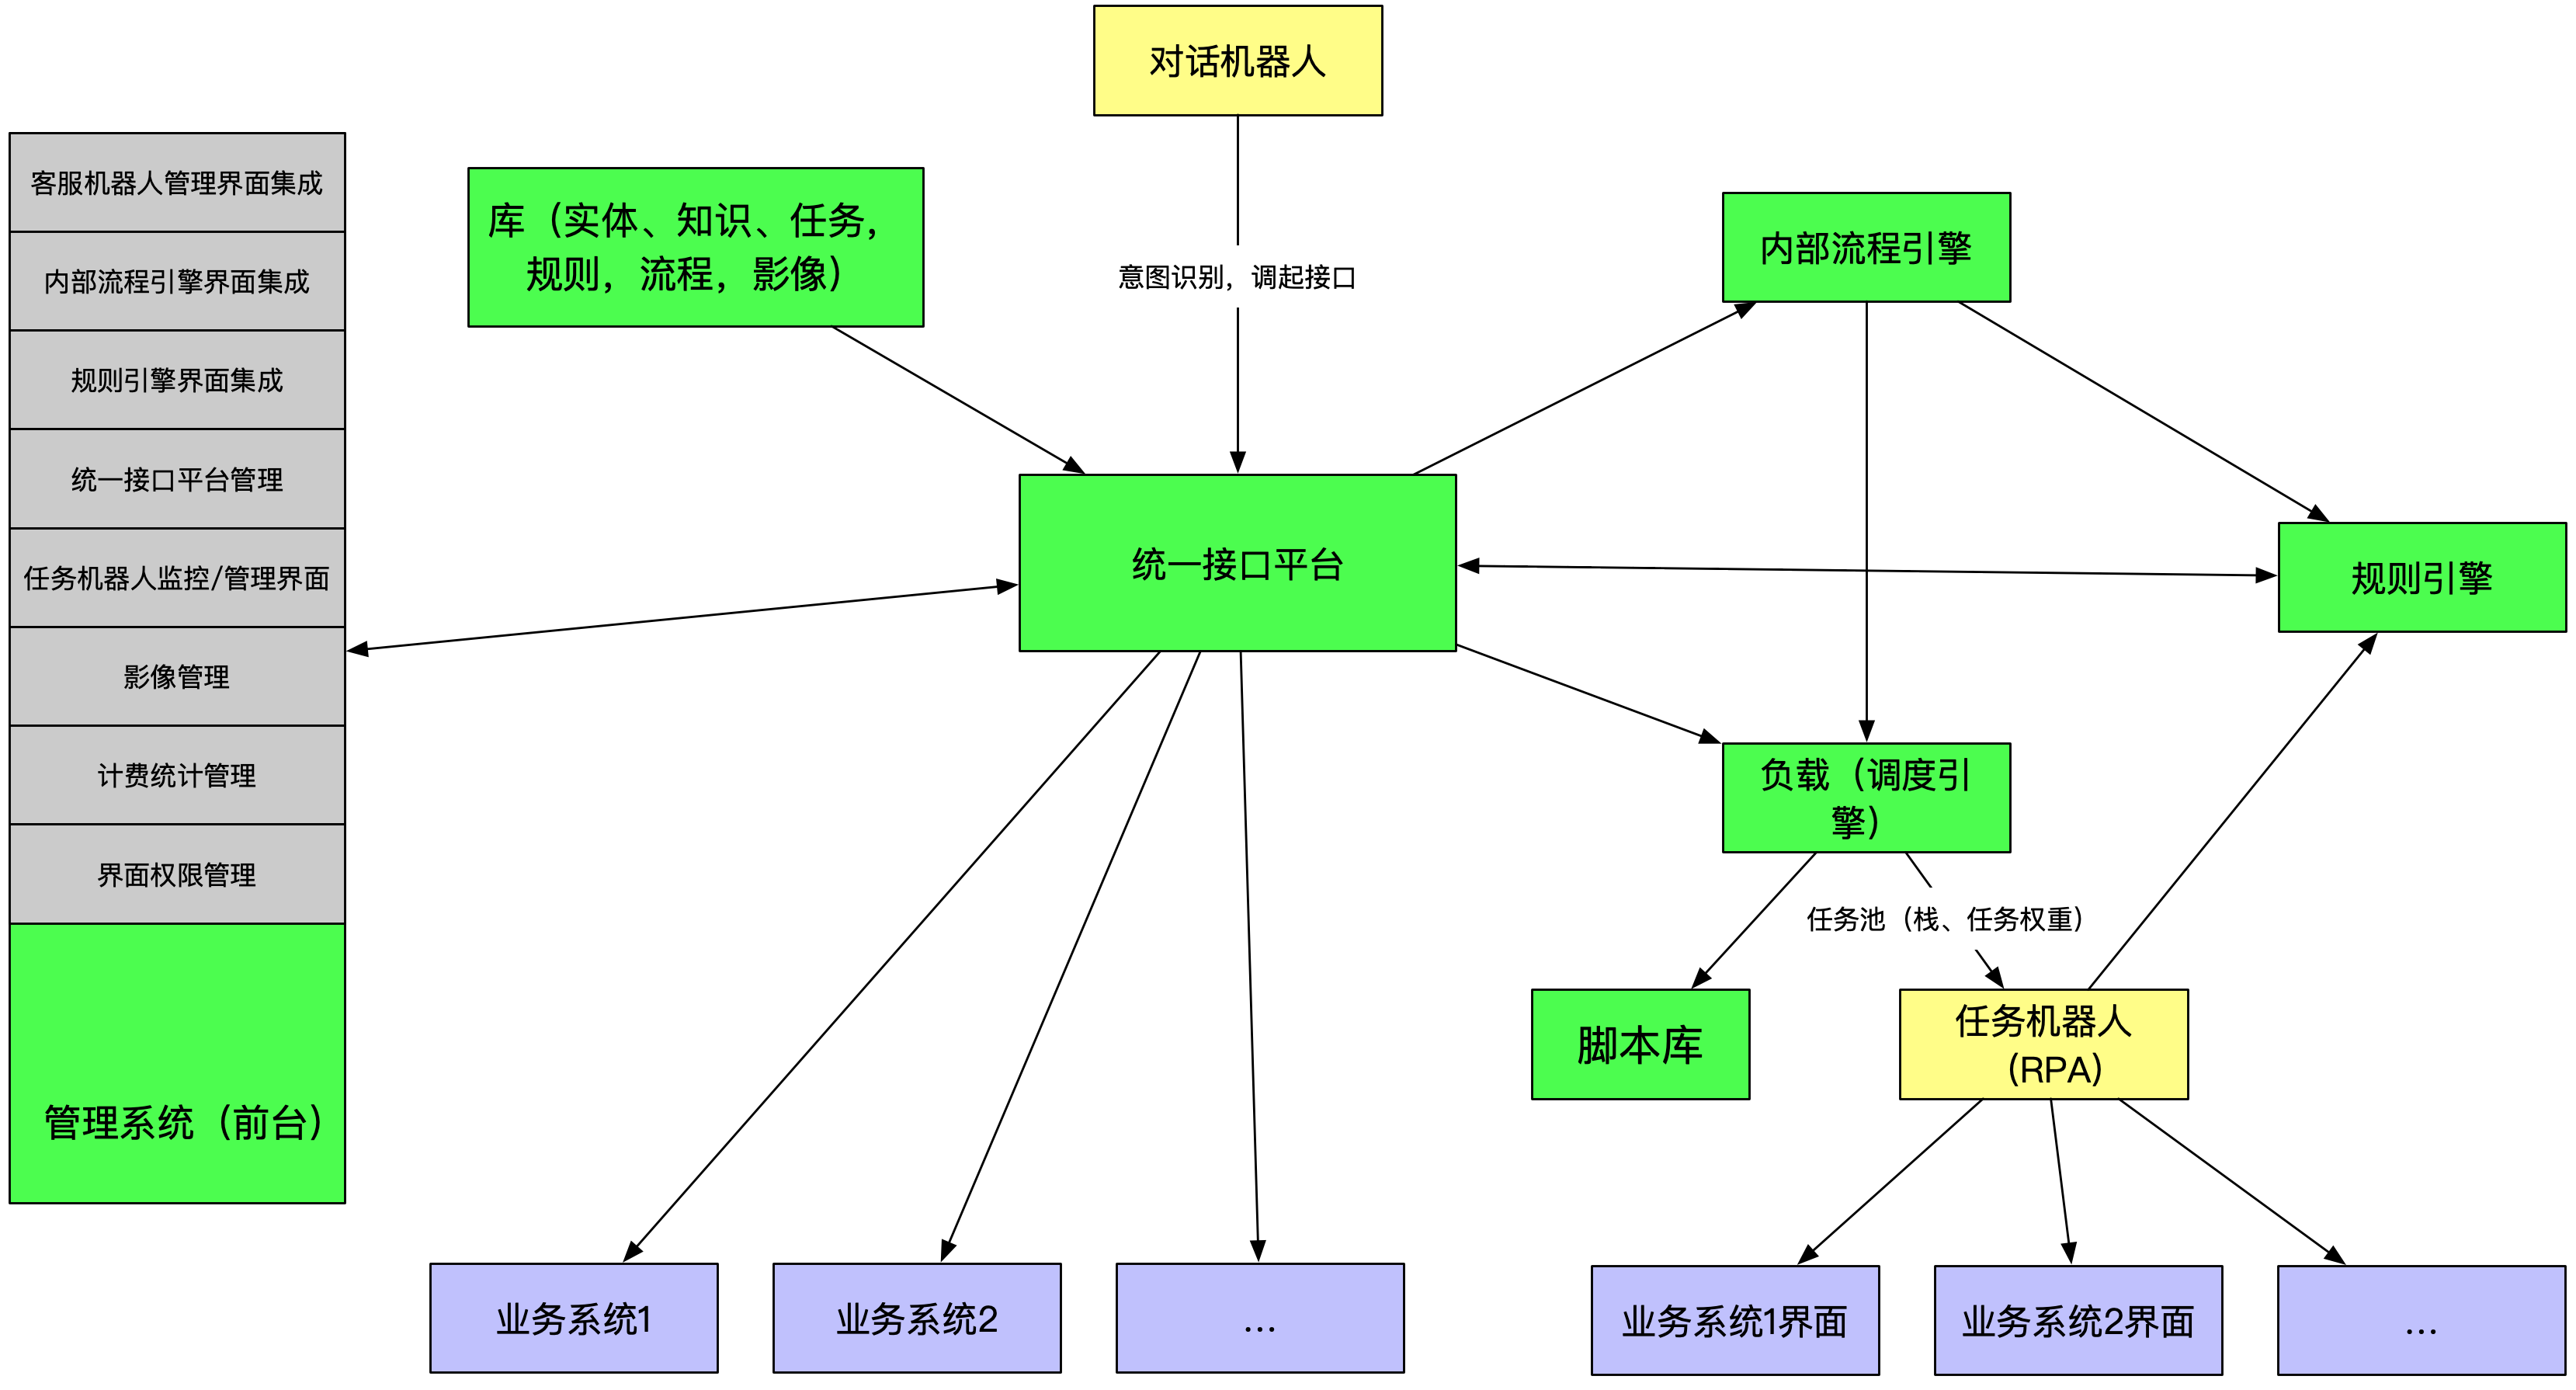 对话机器人
客服机器人管理界面集成
内部流程引擎界面集成
规则引擎界面集成
统一接口平台管理
任务机器人监控/管理界面
影像管理
计费统计管理
界面权限管理
管理系统（前台）
库（实体、知识、任务，
规则，流程，影像）
意图识别，调起接口
内部流程引擎
统一接口平台
规则引擎
负载（调度引
擎）
任务池（栈、任务权重）
脚本库
任务机器人
（RPA）
业务系统1
业务系统2
...
业务系统1界面
业务系统2界面
...